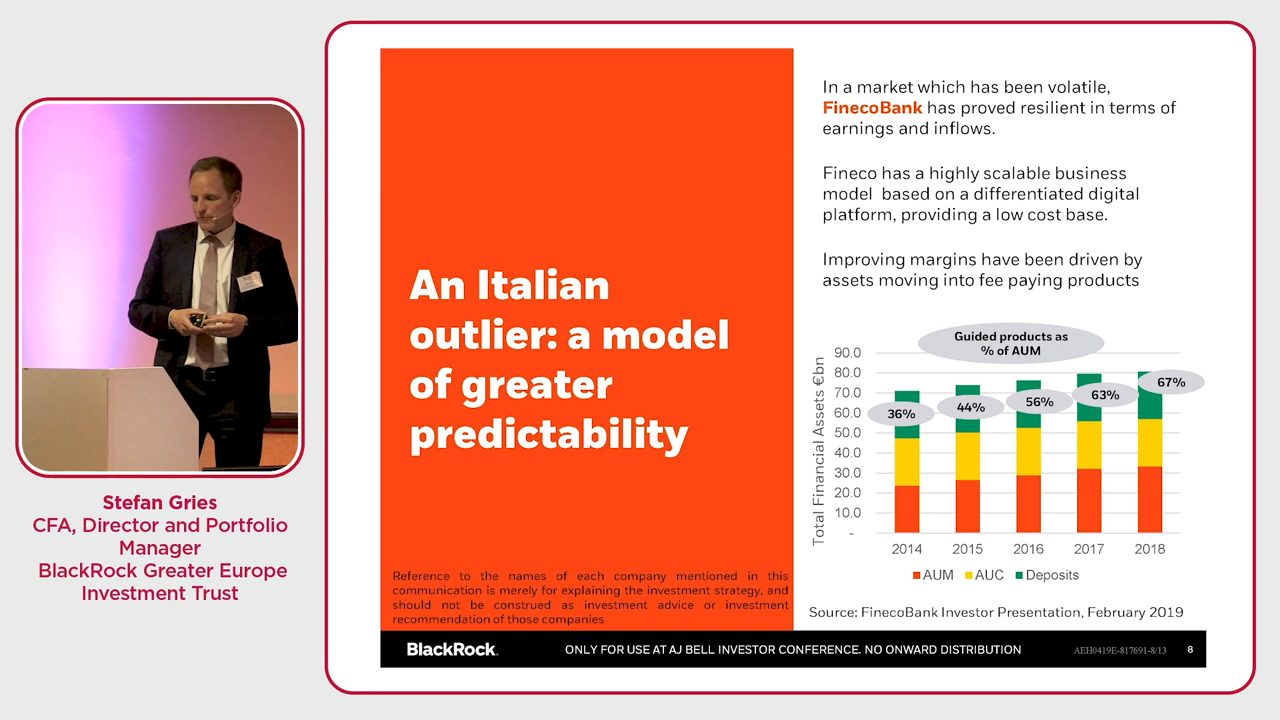 Stefan Gries
CFA, Director and Portfolio
Manager
BlackRock Greater Europe
Investment Trust
An Italian
outlier: a model
of greater
predictability
Reference to the names of each company mentioned in this
communication is merely for explaining the investment strategy, and
should not be construed as investment advice or investment
recommendation of those companies
In a market which has been volatile,
FinecoBank has proved resilient in terms of
earnings and inflows.
Fineco has a highly scalable business
model based on a differentiated digital
platform, providing a low cost base.
Improving margins have been driven by
assets moving into fee paying products
Guided products as
% of AUM
Total Financial Assets €bn
90.0
80.0
70.0
60.0
50.0
40.0
30.0
20.0
10.0
-
36%
44%
56%
63%
67%
2014 2015 2016 2017 2018
AUM AUC Deposits
Source: FinecoBank Investor Presentation, February 2019
BlackRock.
ONLY FOR USE AT AJ BELL INVESTOR CONFERENCE. NO ONWARD DISTRIBUTION
AEH0419E-817691-8/13
8